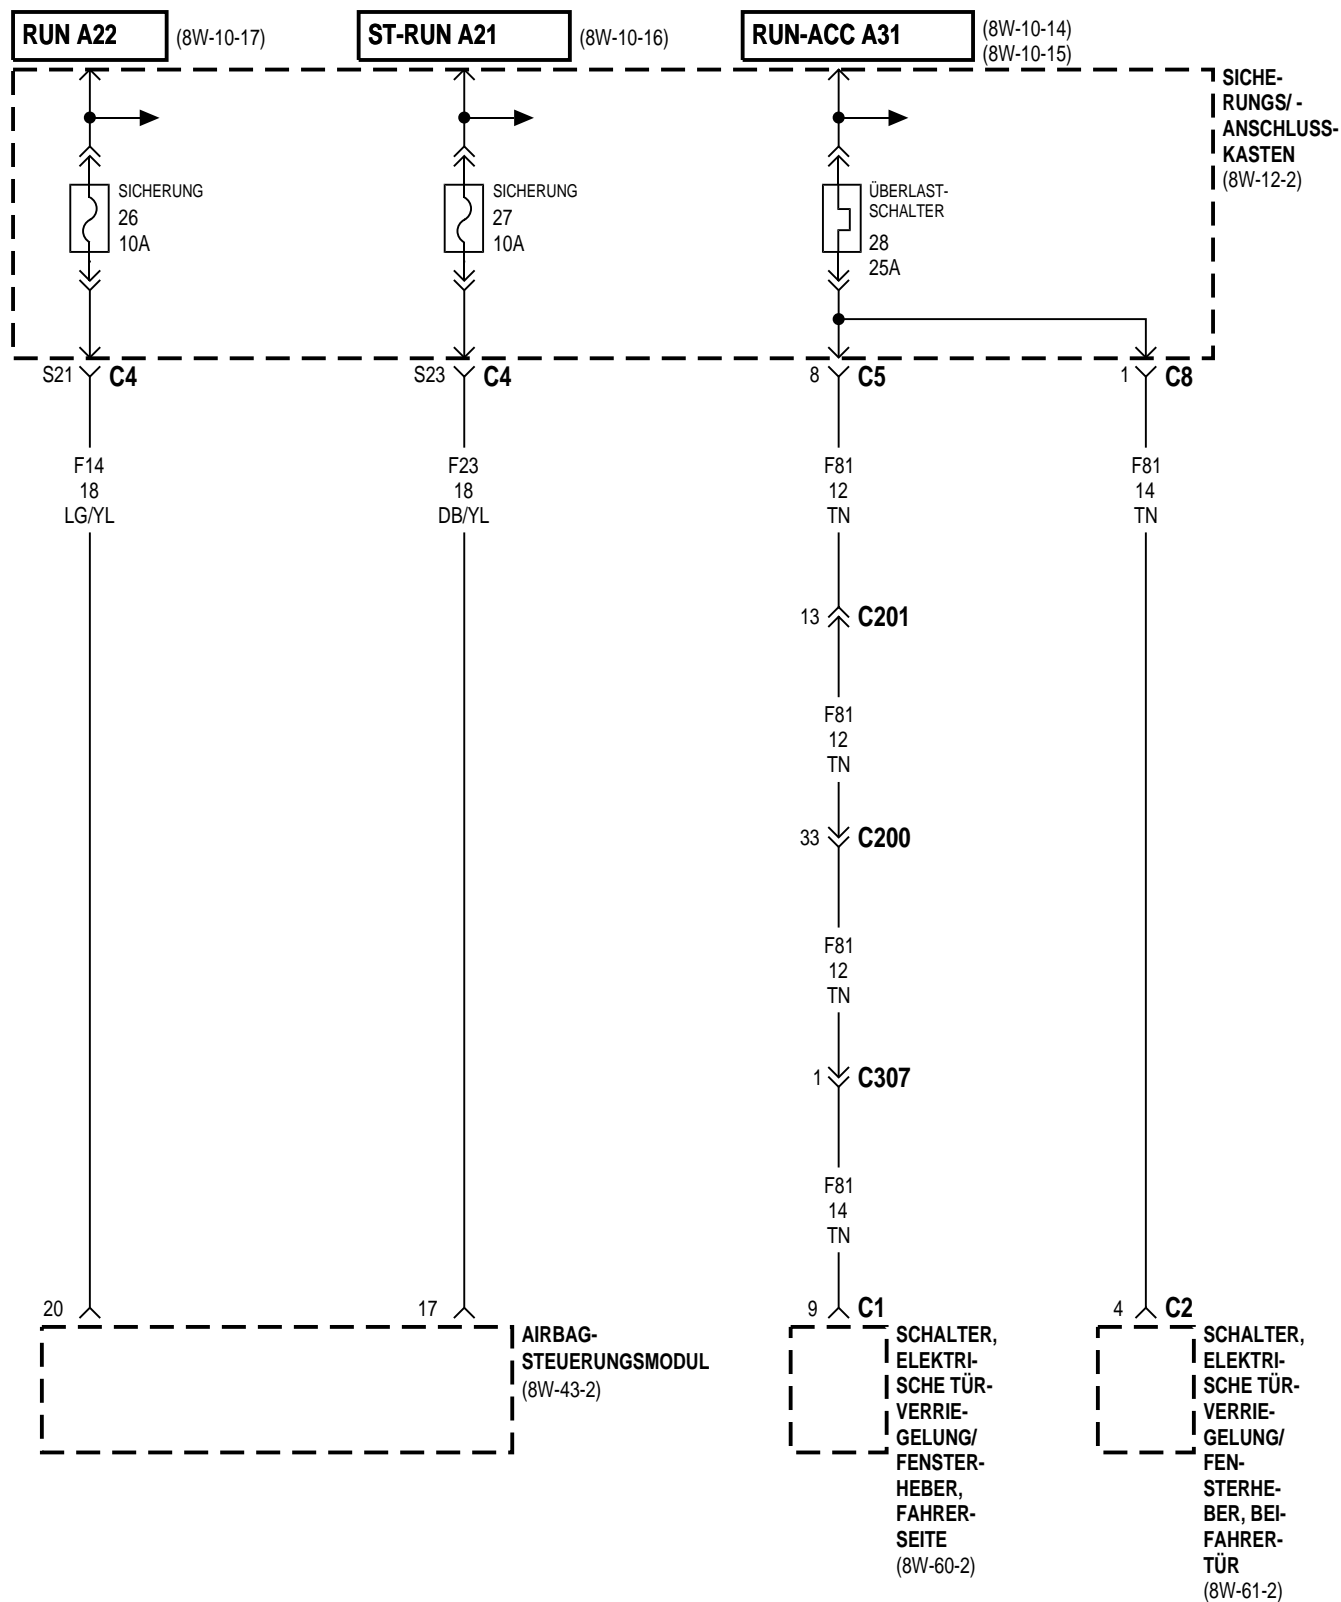 RUN A22 (8W-10-17) ST-RUN A21 (8W-10-16) RUN-ACC A31 (8W-10-14)
(8W-10-15)
SICHE-
RUNGS/ -
ANSCHLUSS-
KASTEN
(8W-12-2)
SICHERUNG
26
10A
SICHERUNG
27
10A
ÜBERLAST-
SCHALTER
28
25A
S21 C4 S23 C4 8 C5 1 C8
F14 F23 F81 F81
18 18 12 14
LG/YL DB/YL TN TN
13 C201
F81
12
TN
33 C200
F81
12
TN
1 C307
F81
14
TN
20 17 9 C1 4 C2
AIRBAG-
STEUERUNGSMODUL
(8W-43-2)
SCHALTER,
ELEKTRI-
SCHE TÜR-
VERRIE-
GELUNG/
FENSTER-
HEBER,
FAHRER-
SEITE
(8W-60-2)
SCHALTER,
ELEKTRI-
SCHE TÜR-
VERRIE-
GELUNG/
FEN-
STERHE-
BER, BEI-
FAHRER-
TÜR
(8W-61-2)